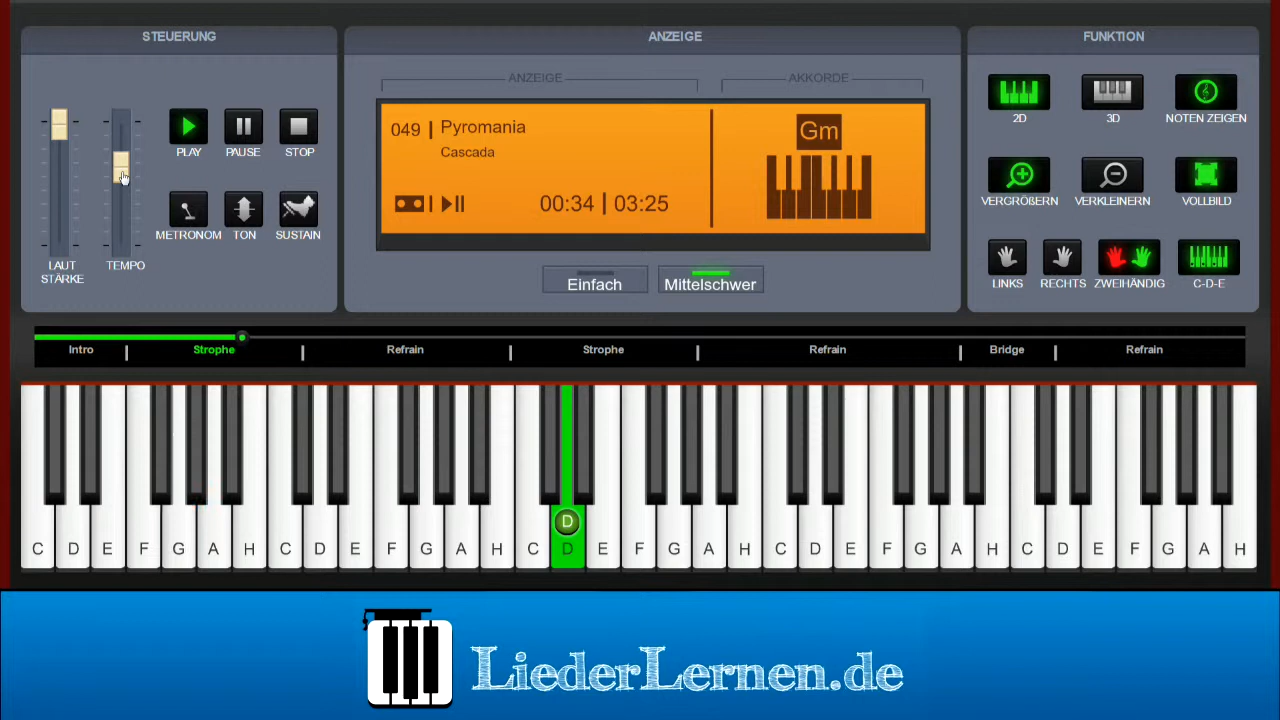 STEUERUNG
PLAY PAUSE STOP
METRONOM TON SUSTAIN
LAUT
STÄRKE
TEMPO
ANZEIGE
ANZEIGE AKKORDE
049 | Pyromania
Cascada
00:34 | 03:25
Gm
Einfach Mittelschwer
FUNKTION
2D 3D NOTEN ZEIGEN
VERGRÖßERN VERKLEINERN VOLLBILD
LINKS RECHTS ZWEIHÄNDIG C-D-E
Intro | Strophe | Refrain | Strophe | Refrain | Bridge | Refrain
D
C D E F G A H C D E F G A H C D E F G A H C D E F G A H C D E F G A H
LiederLernen.de